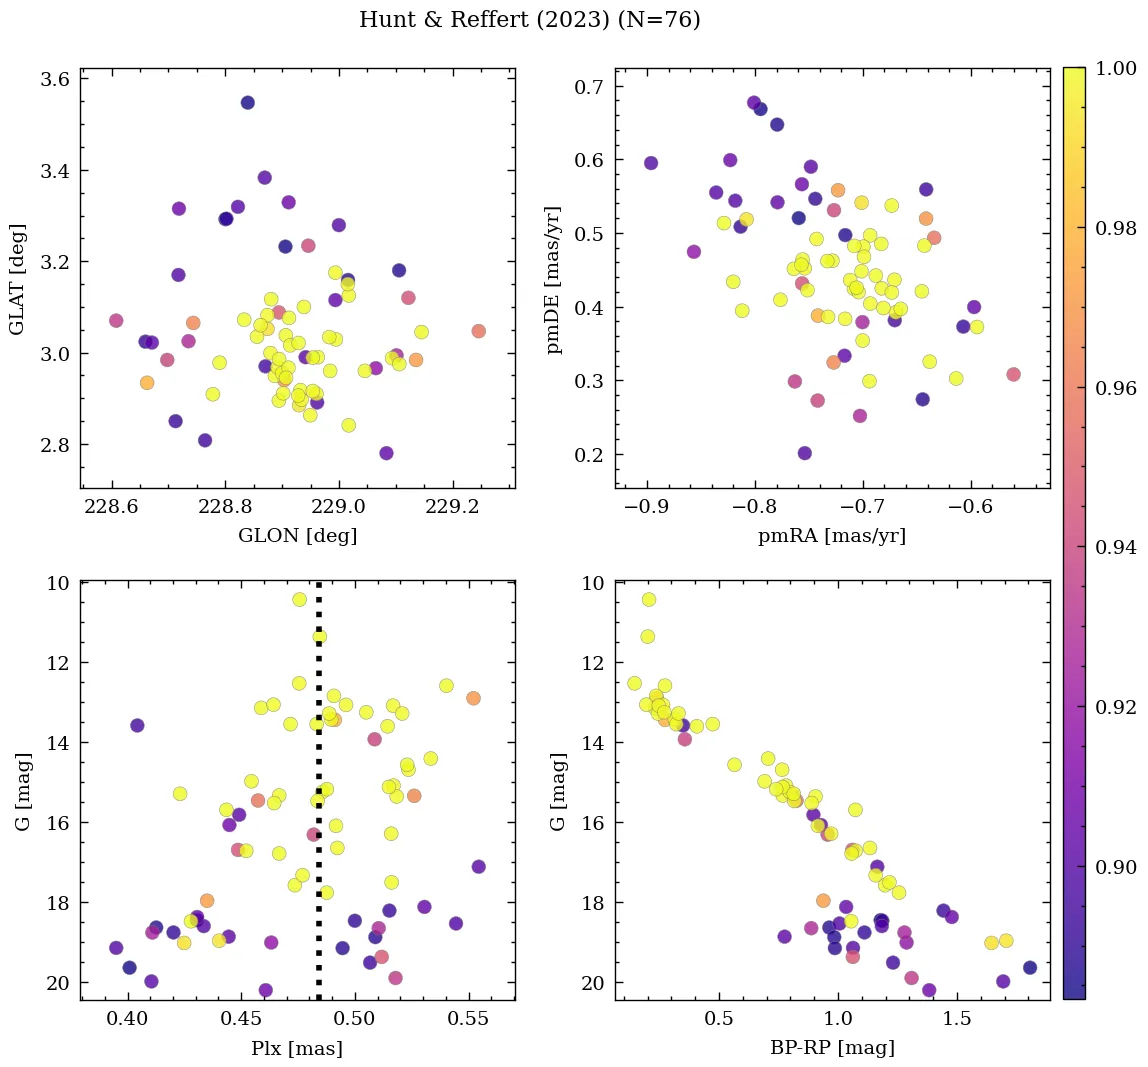 Hunt & Reffert (2023) (N=76)
3.6
3.4
3.2
3.0
2.8
GLAT [deg]
228.6 228.8 229.0 229.2
GLON [deg]
0.7
0.6
0.5
0.4
0.3
0.2
pmDE [mas/yr]
−0.9 −0.8 −0.7 −0.6
pmRA [mas/yr]
1.00
0.98
0.96
0.94
0.92
0.90
10
12
14
16
18
20
G [mag]
0.40 0.45 0.50 0.55
Plx [mas]
10
12
14
16
18
20
G [mag]
0.5 1.0 1.5
BP-RP [mag]